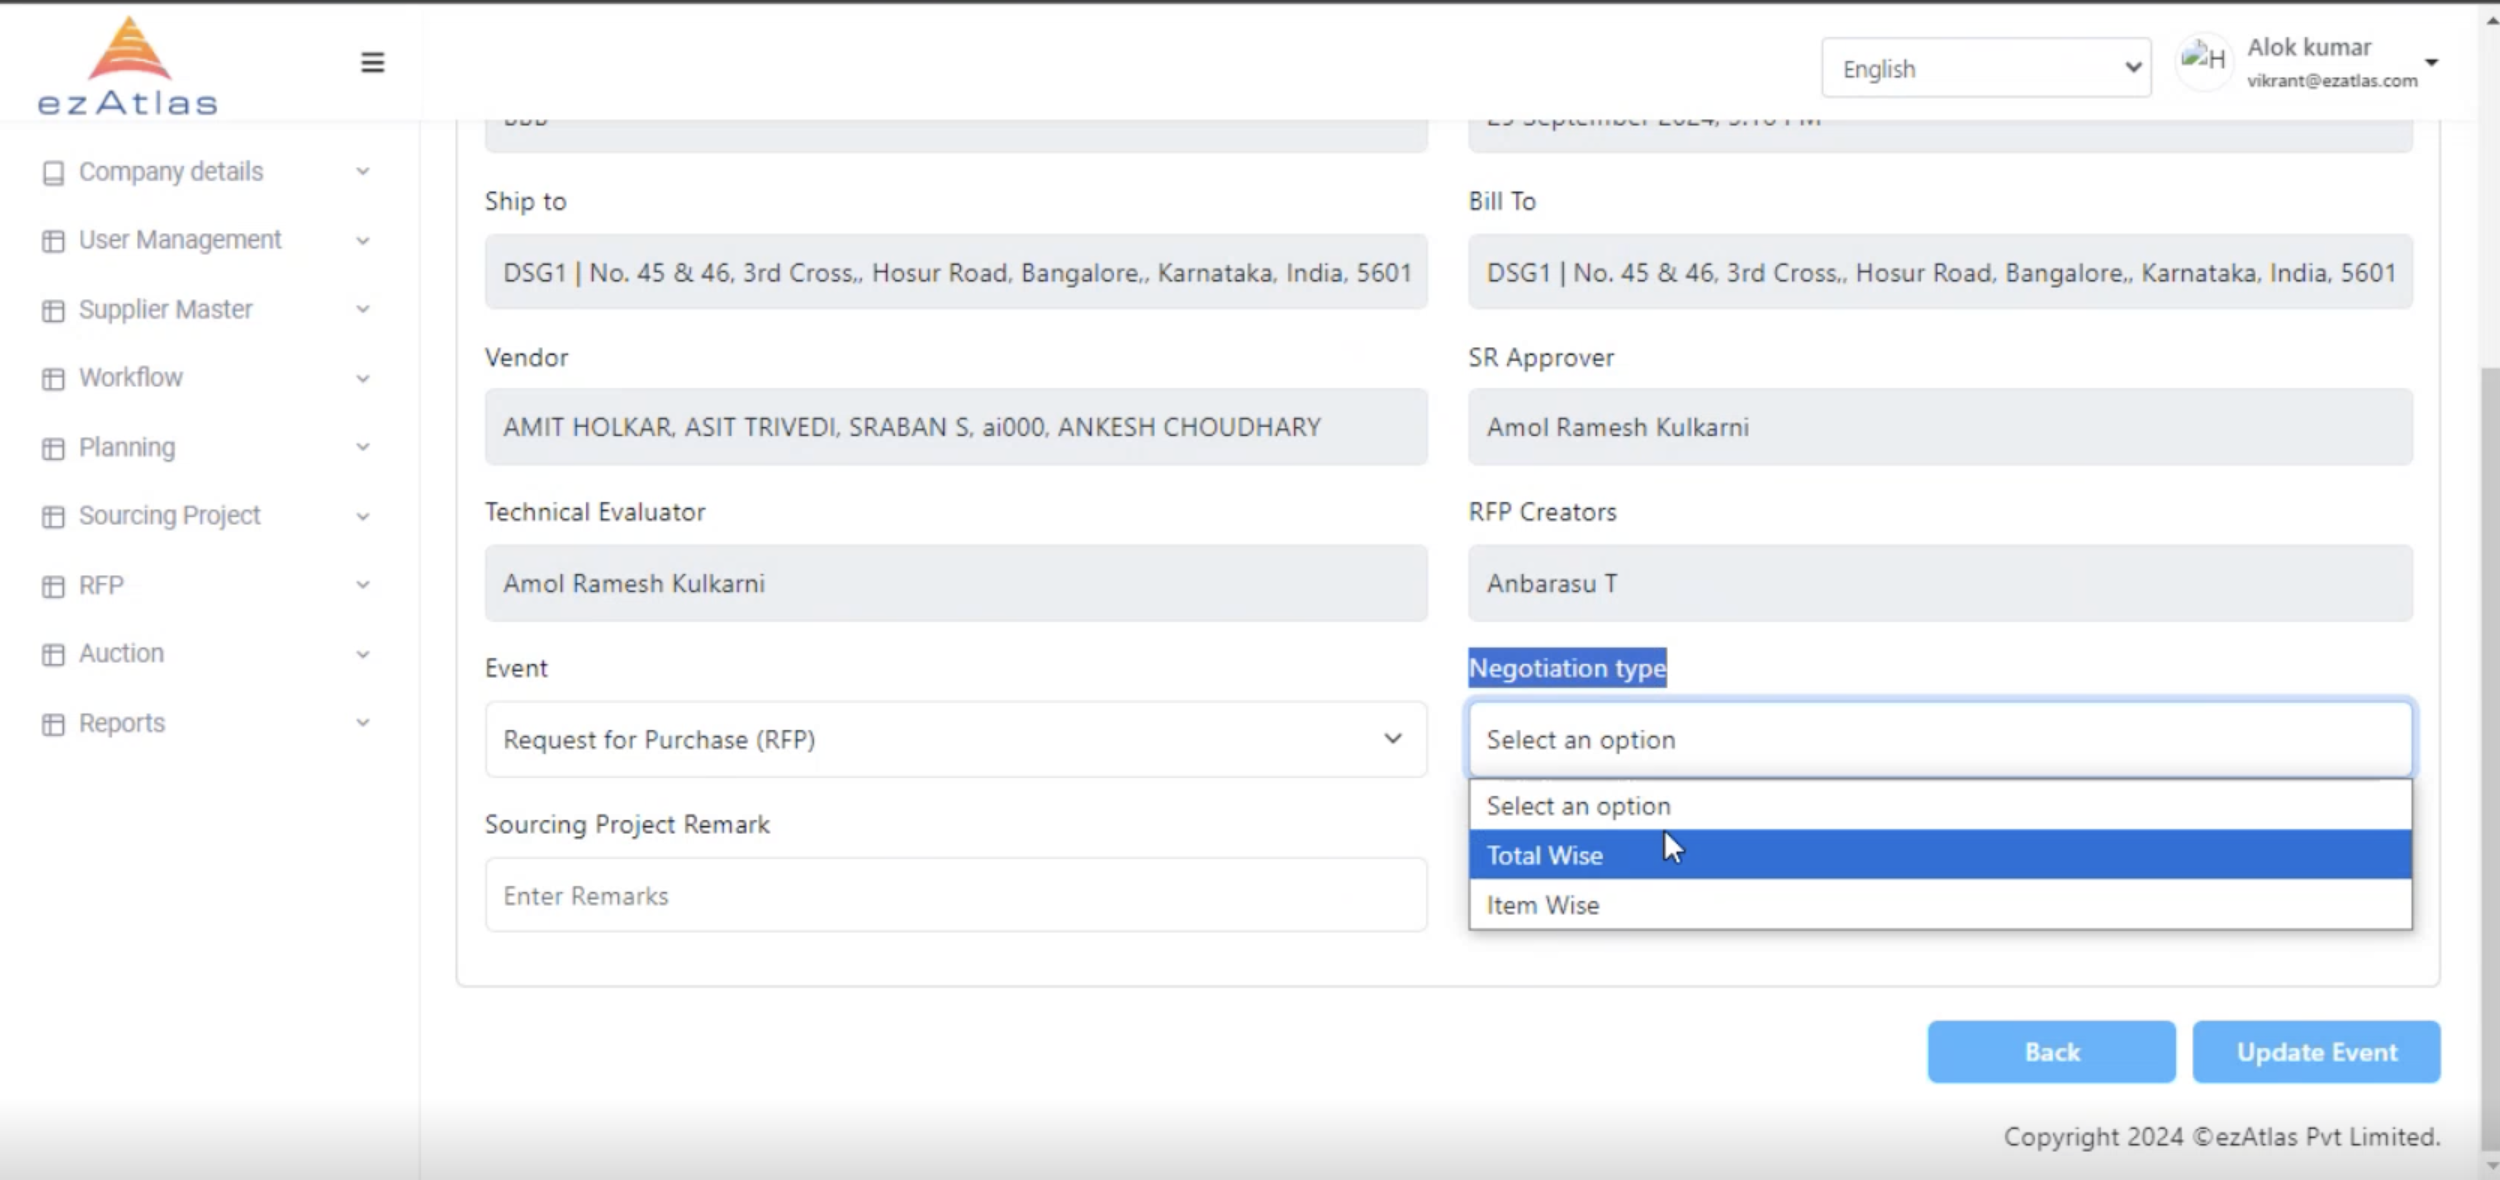 ezAtlas
English
H
Alok kumar
vikrant@ezatlas.com
Company details
User Management
Supplier Master
Workflow
Planning
Sourcing Project
RFP
Auction
Reports
Ship to
Bill To
DSG1 | No. 45 & 46, 3rd Cross,, Hosur Road, Bangalore,, Karnataka, India, 5601
DSG1 | No. 45 & 46, 3rd Cross,, Hosur Road, Bangalore,, Karnataka, India, 5601
Vendor
SR Approver
AMIT HOLKAR, ASIT TRIVEDI, SRABAN S, ai000, ANKESH CHOUDHARY
Amol Ramesh Kulkarni
Technical Evaluator
RFP Creators
Amol Ramesh Kulkarni
Anbarasu T
Event
Negotiation type
Request for Purchase (RFP)
Select an option
Select an option
Total Wise
Item Wise
Sourcing Project Remark
Enter Remarks
Back
Update Event
Copyright 2024 ©ezAtlas Pvt Limited.